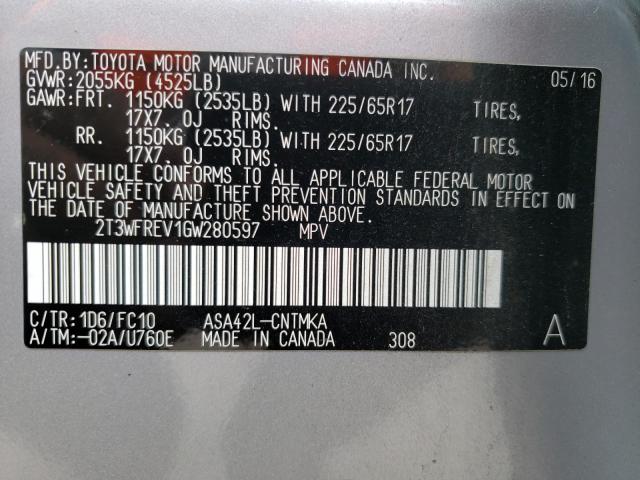 MFD.BY:TOYOTA MOTOR MANUFACTURING CANADA INC.
GVWR:2055KG (4525LB) 05/16
GAWR:FRT. 1150KG (2535LB) WITH 225/65R17 TIRES,
17X7.0J RIMS.
RR. 1150KG (2535LB) WITH 225/65R17 TIRES,
17X7.0J RIMS.
THIS VEHICLE CONFORMS TO ALL APPLICABLE FEDERAL MOTOR
VEHICLE SAFETY AND THEFT PREVENTION STANDARDS IN EFFECT ON
THE DATE OF MANUFACTURE SHOWN ABOVE.
2T3WFREV1GW280597 MPV
C/TR:1D6/FC10 ASA42L-CNTMKA
A/TM:-02A/U760E MADE IN CANADA 308 A